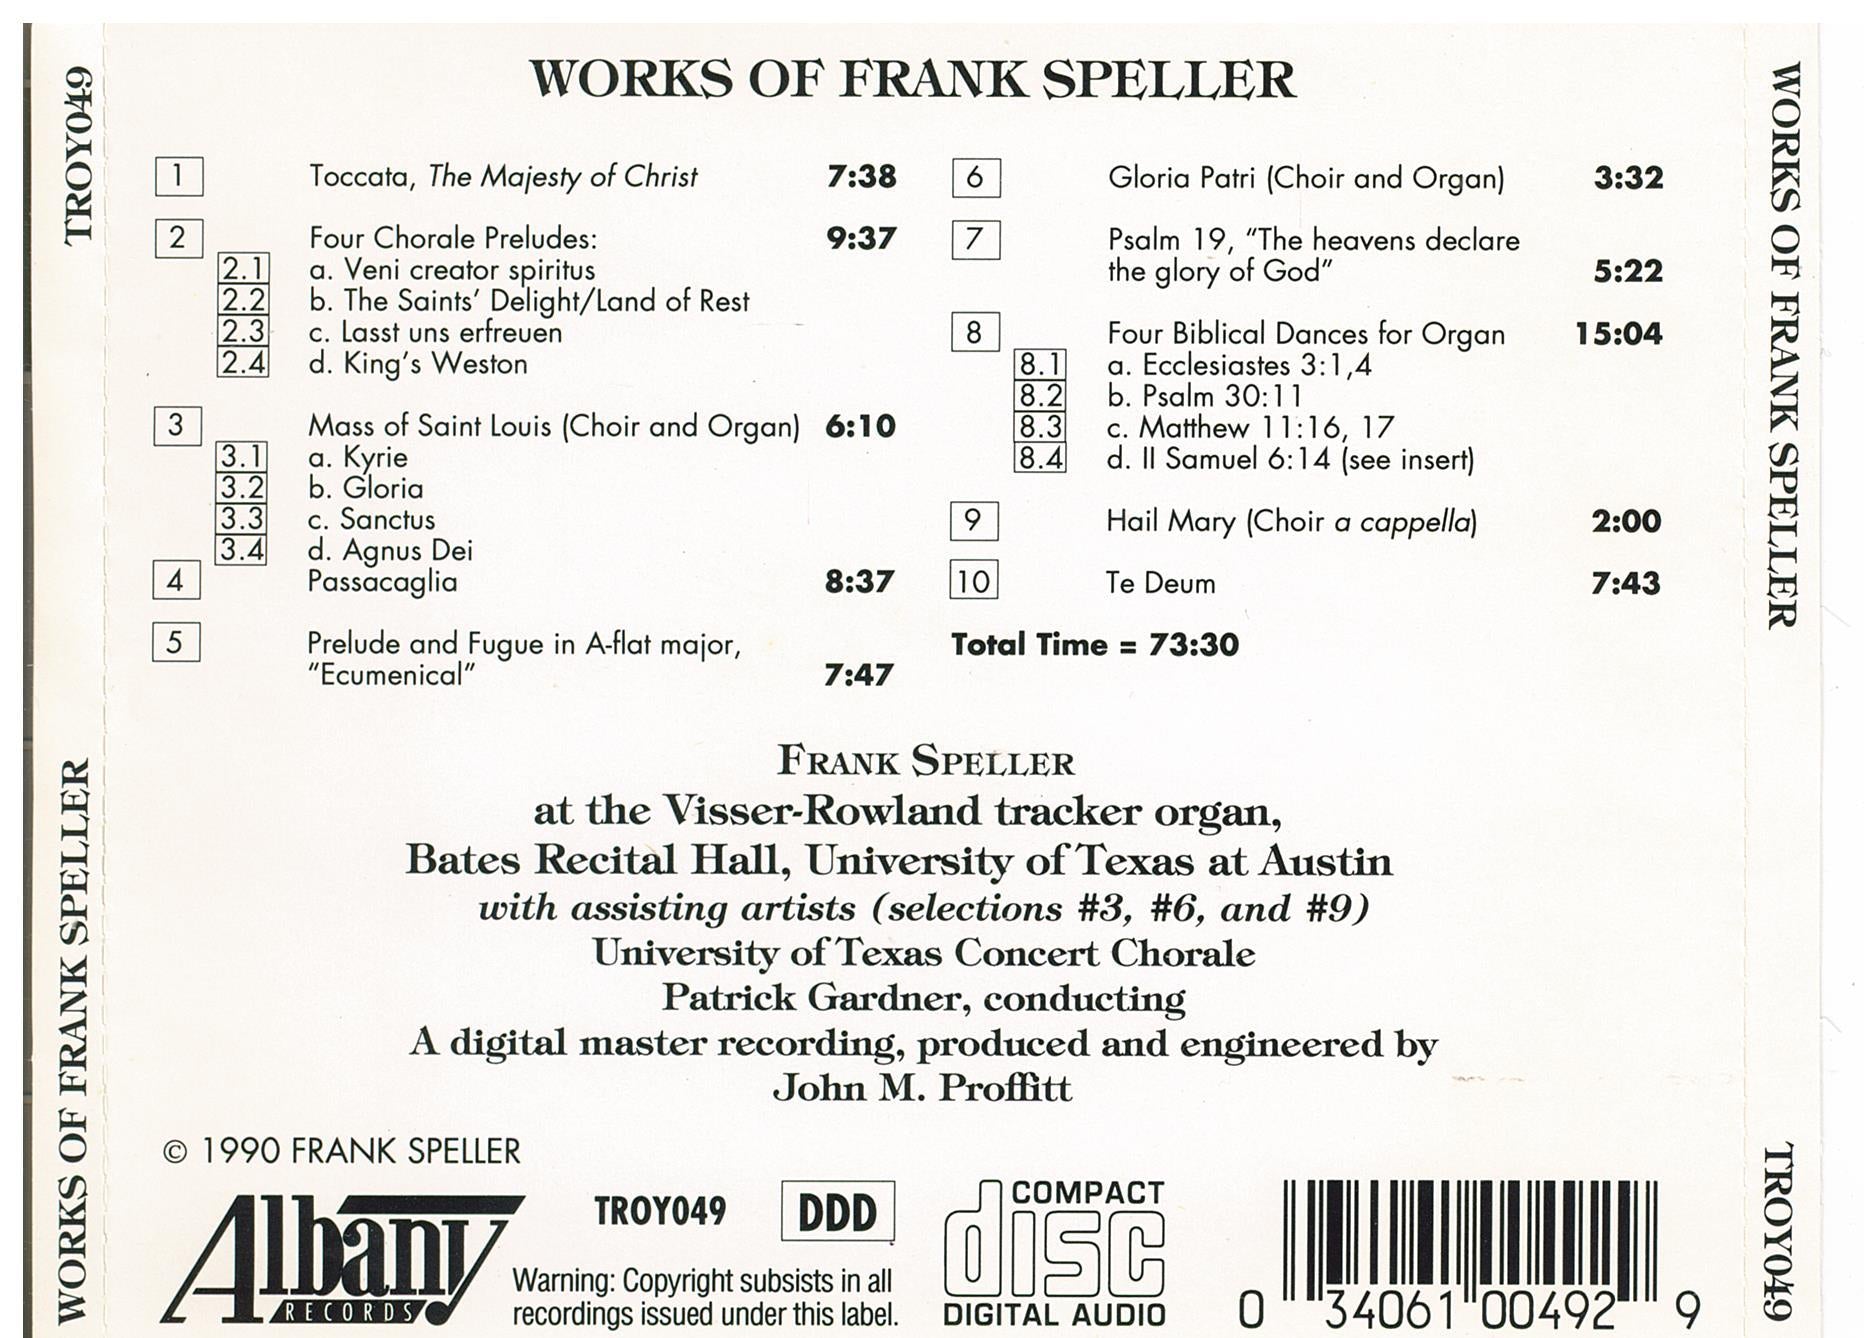 WORKS OF FRANK SPELLER
1 Toccata, The Majesty of Christ 7:38
2 Four Chorale Preludes: 9:37
2.1 a. Veni creator spiritus
2.2 b. The Saints' Delight/Land of Rest
2.3 c. Lasst uns erfreuen
2.4 d. King's Weston
3 Mass of Saint Louis (Choir and Organ) 6:10
3.1 a. Kyrie
3.2 b. Gloria
3.3 c. Sanctus
3.4 d. Agnus Dei
4 Passacaglia 8:37
5 Prelude and Fugue in A-flat major,
"Ecumenical" 7:47
6 Gloria Patri (Choir and Organ) 3:32
7 Psalm 19, "The heavens declare
the glory of God" 5:22
8 Four Biblical Dances for Organ 15:04
8.1 a. Ecclesiastes 3:1,4
8.2 b. Psalm 30:11
8.3 c. Matthew 11:16, 17
8.4 d. II Samuel 6:14 (see insert)
9 Hail Mary (Choir a cappella) 2:00
10 Te Deum 7:43
Total Time = 73:30
FRANK SPELLER
at the Visser-Rowland tracker organ,
Bates Recital Hall, University of Texas at Austin
with assisting artists (selections #3, #6, and #9)
University of Texas Concert Chorale
Patrick Gardner, conducting
A digital master recording, produced and engineered by
John M. Proffitt
© 1990 FRANK SPELLER
Albany
RECORDS
TROY049
DDD
Warning: Copyright subsists in all
recordings issued under this label.
COMPACT
disc
DIGITAL AUDIO
0 34061 00492 9
WORKS OF FRANK SPELLER
TROY049
WORKS OF FRANK SPELLER
TROY049